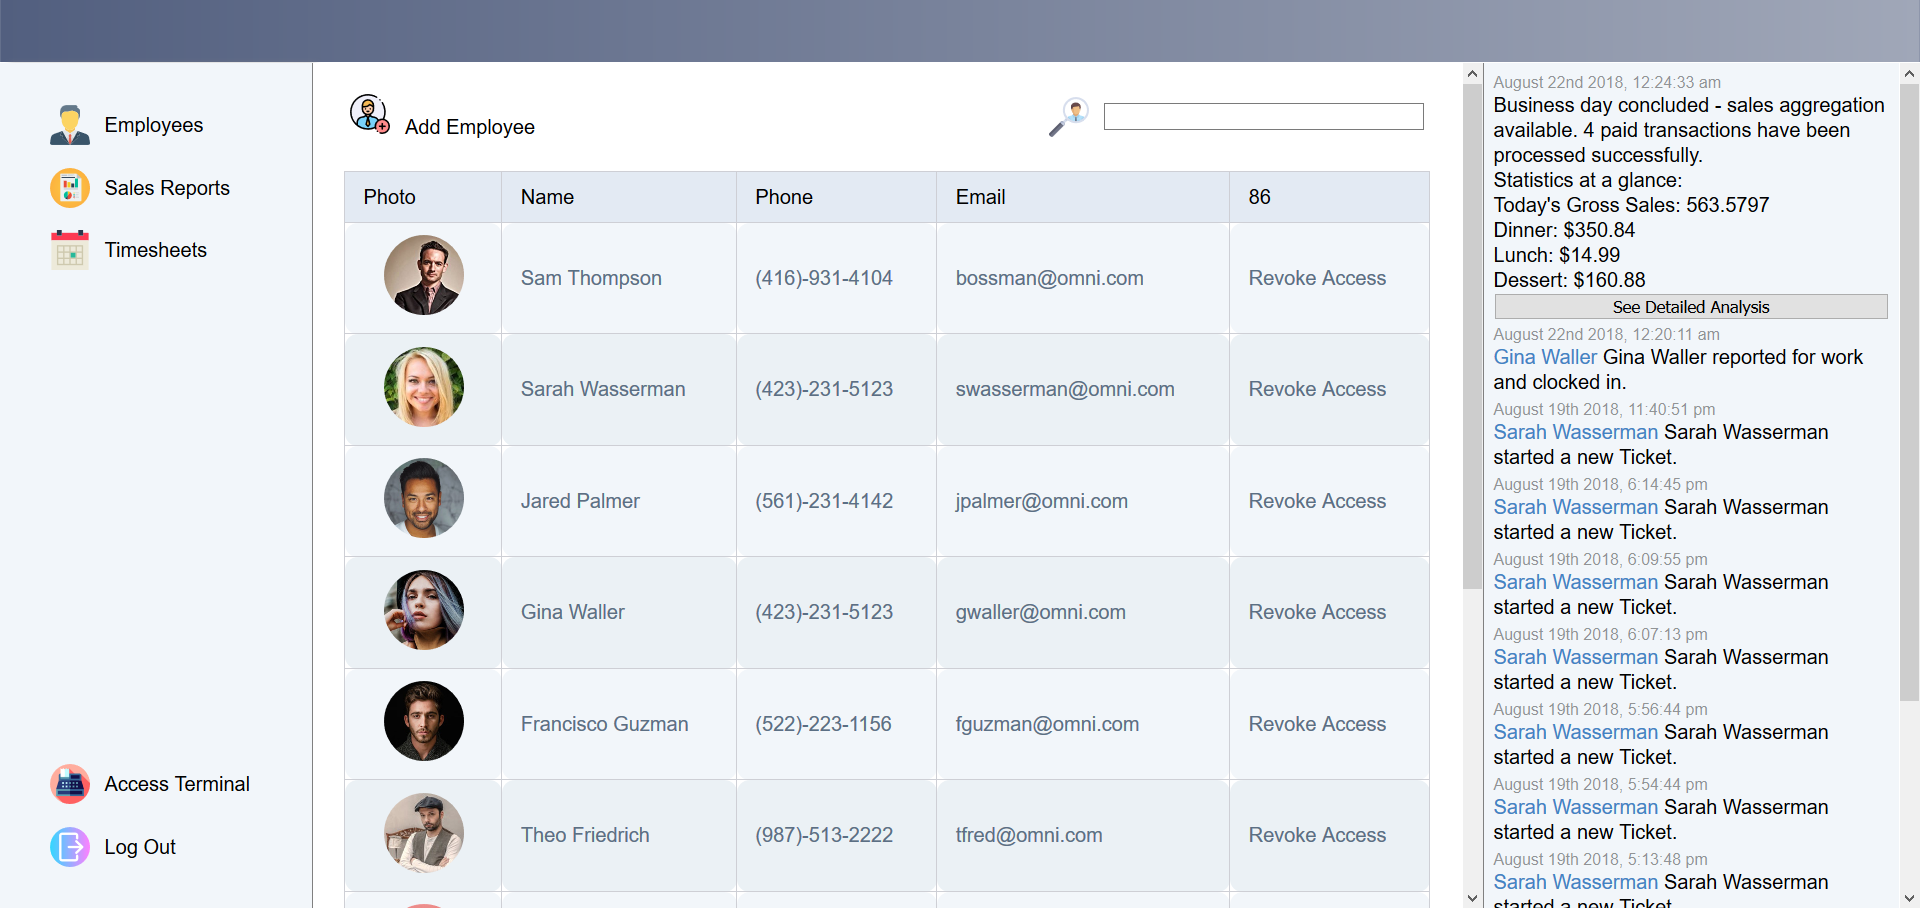 Employees
Sales Reports
Timesheets
Access Terminal
Log Out
Add Employee
Photo Name Phone Email 86
Sam Thompson (416)-931-4104 bossman@omni.com Revoke Access
Sarah Wasserman (423)-231-5123 swasserman@omni.com Revoke Access
Jared Palmer (561)-231-4142 jpalmer@omni.com Revoke Access
Gina Waller (423)-231-5123 gwaller@omni.com Revoke Access
Francisco Guzman (522)-223-1156 fguzman@omni.com Revoke Access
Theo Friedrich (987)-513-2222 tfred@omni.com Revoke Access
August 22nd 2018, 12:24:33 am
Business day concluded - sales aggregation
available. 4 paid transactions have been
processed successfully.
Statistics at a glance:
Today's Gross Sales: 563.5797
Dinner: $350.84
Lunch: $14.99
Dessert: $160.88
See Detailed Analysis
August 22nd 2018, 12:20:11 am
Gina Waller Gina Waller reported for work
and clocked in.
August 19th 2018, 11:40:51 pm
Sarah Wasserman Sarah Wasserman
started a new Ticket.
August 19th 2018, 6:14:45 pm
Sarah Wasserman Sarah Wasserman
started a new Ticket.
August 19th 2018, 6:09:55 pm
Sarah Wasserman Sarah Wasserman
started a new Ticket.
August 19th 2018, 6:07:13 pm
Sarah Wasserman Sarah Wasserman
started a new Ticket.
August 19th 2018, 5:56:44 pm
Sarah Wasserman Sarah Wasserman
started a new Ticket.
August 19th 2018, 5:54:44 pm
Sarah Wasserman Sarah Wasserman
started a new Ticket.
August 19th 2018, 5:13:48 pm
Sarah Wasserman Sarah Wasserman
started a new Ticket.